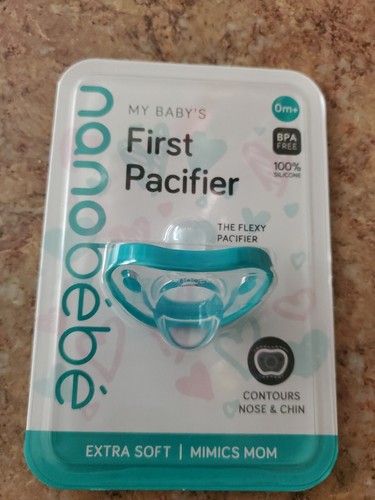 nanobébé
MY BABY'S
First
Pacifier
0m+
BPA
FREE
100%
SILICONE
THE FLEXY
PACIFIER
CONTOURS
NOSE & CHIN
EXTRA SOFT | MIMICS MOM